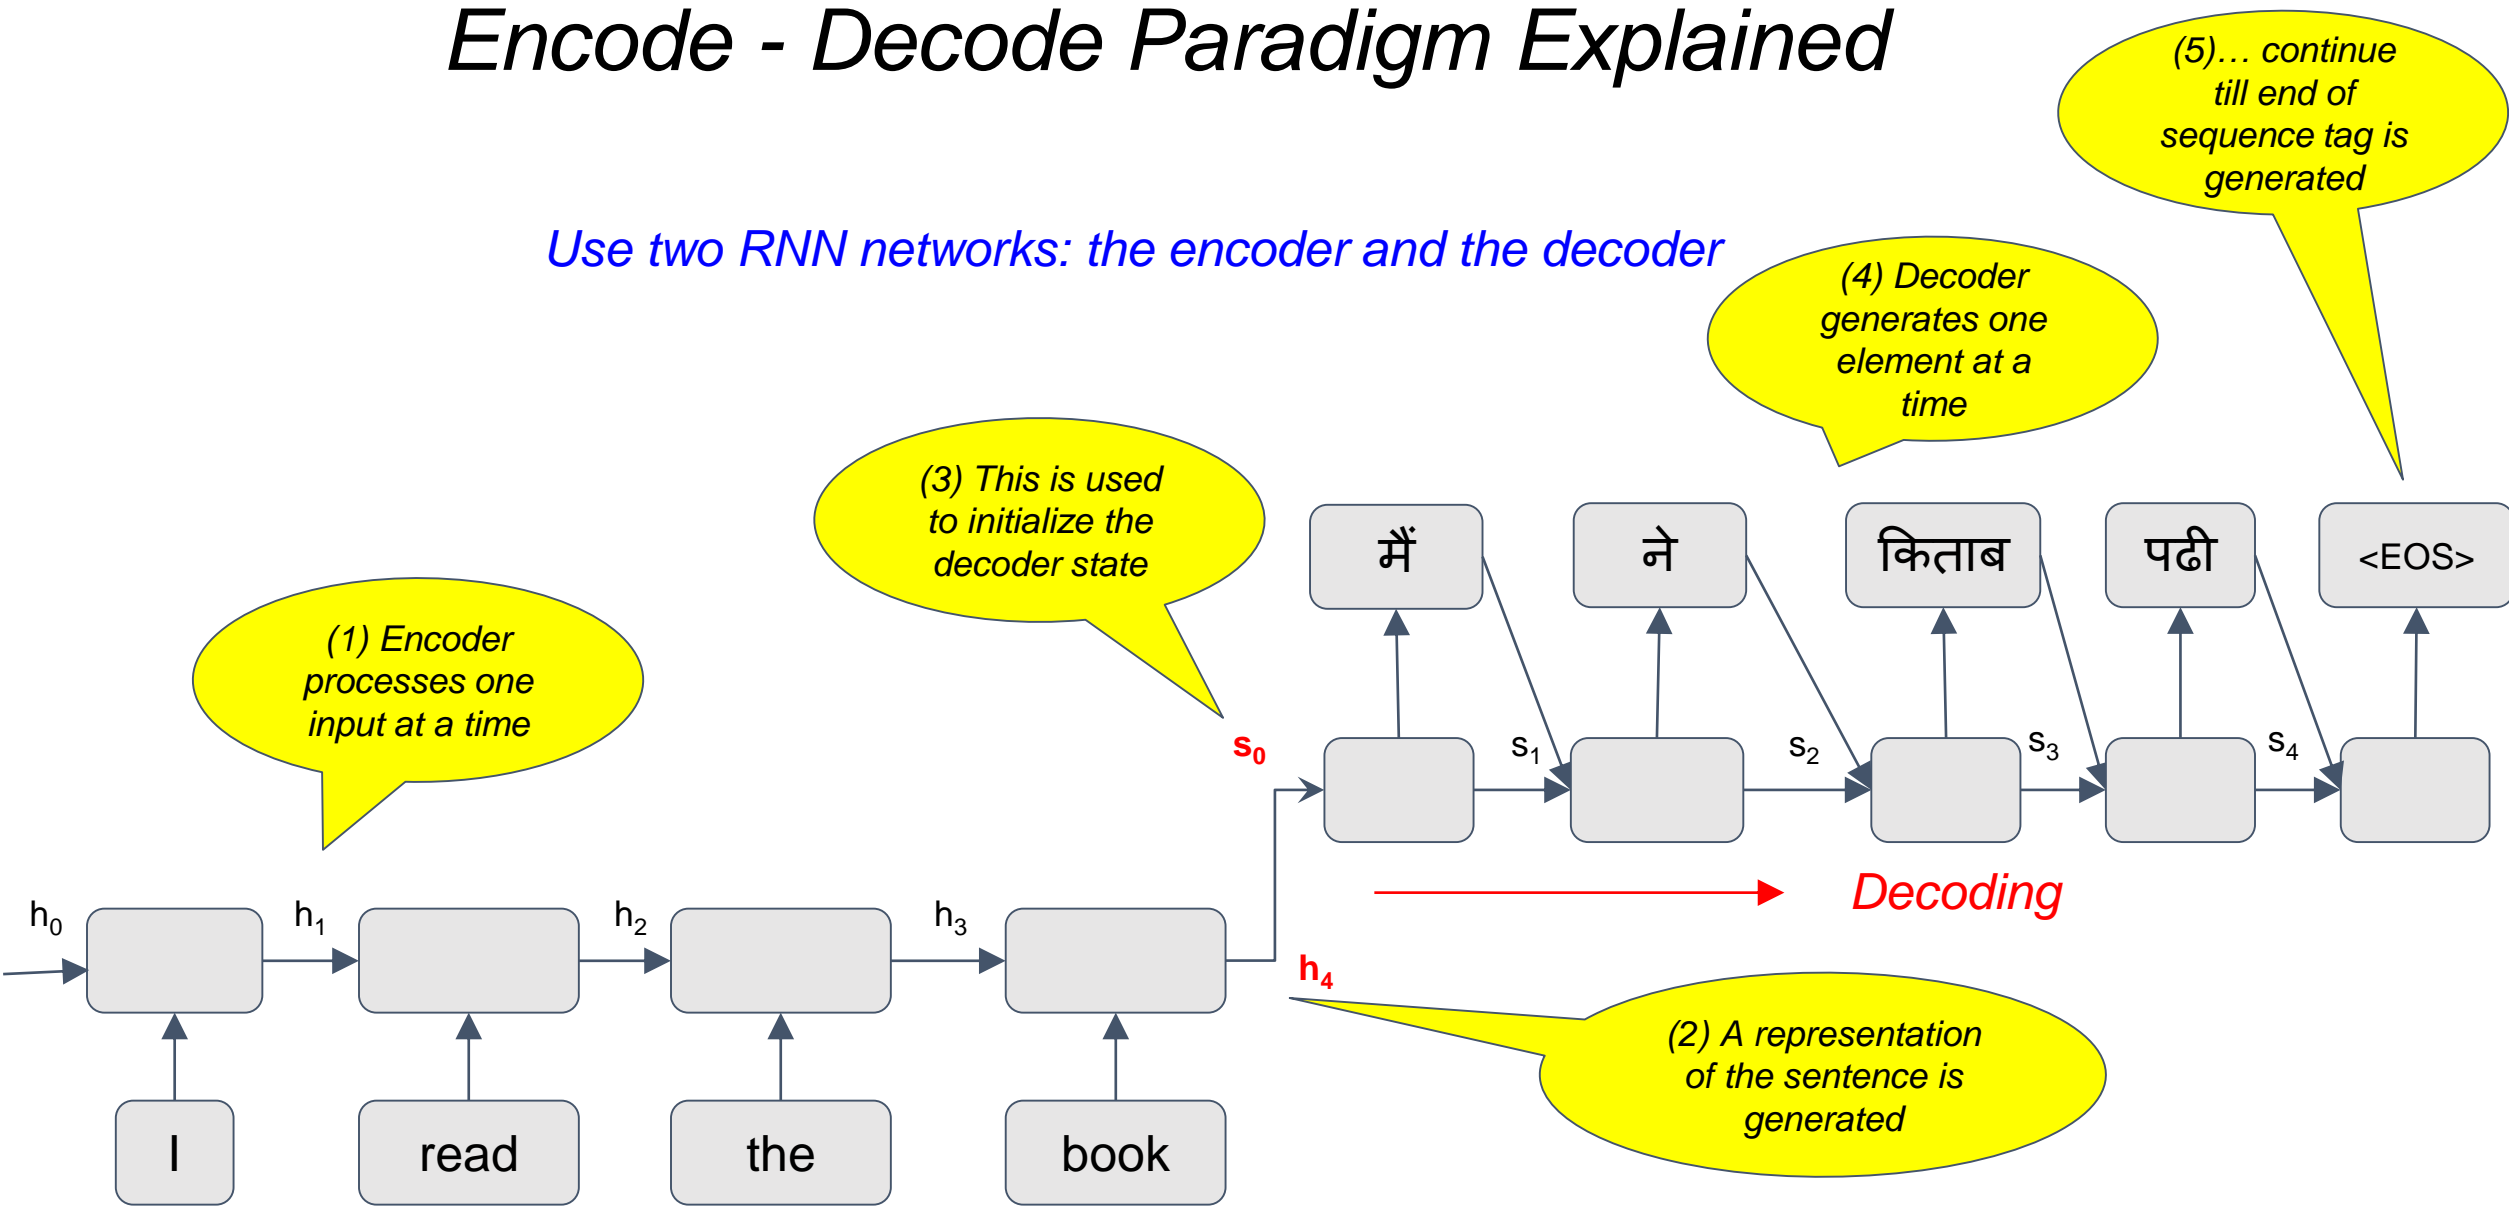 Encode - Decode Paradigm Explained
(5)... continue
till end of
sequence tag is
generated
Use two RNN networks: the encoder and the decoder
(4) Decoder
generates one
element at a
time
(3) This is used
to initialize the
decoder state
(1) Encoder
processes one
input at a time
मैं ने किताब पढी <EOS>
s0 s1 s2 s3 s4
Decoding
h0 h1 h2 h3
h4
(2) A representation
of the sentence is
generated
I read the book